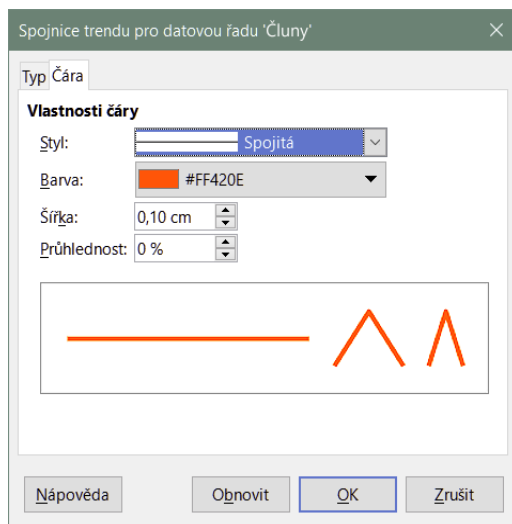 Spojnice trendu pro datovou řadu 'Čluny'
Typ Čára
Vlastnosti čáry
Styl: Spojitá
Barva: #FF420E
Šířka: 0,10 cm
Průhlednost: 0 %
Nápověda Obnovit OK Zrušit